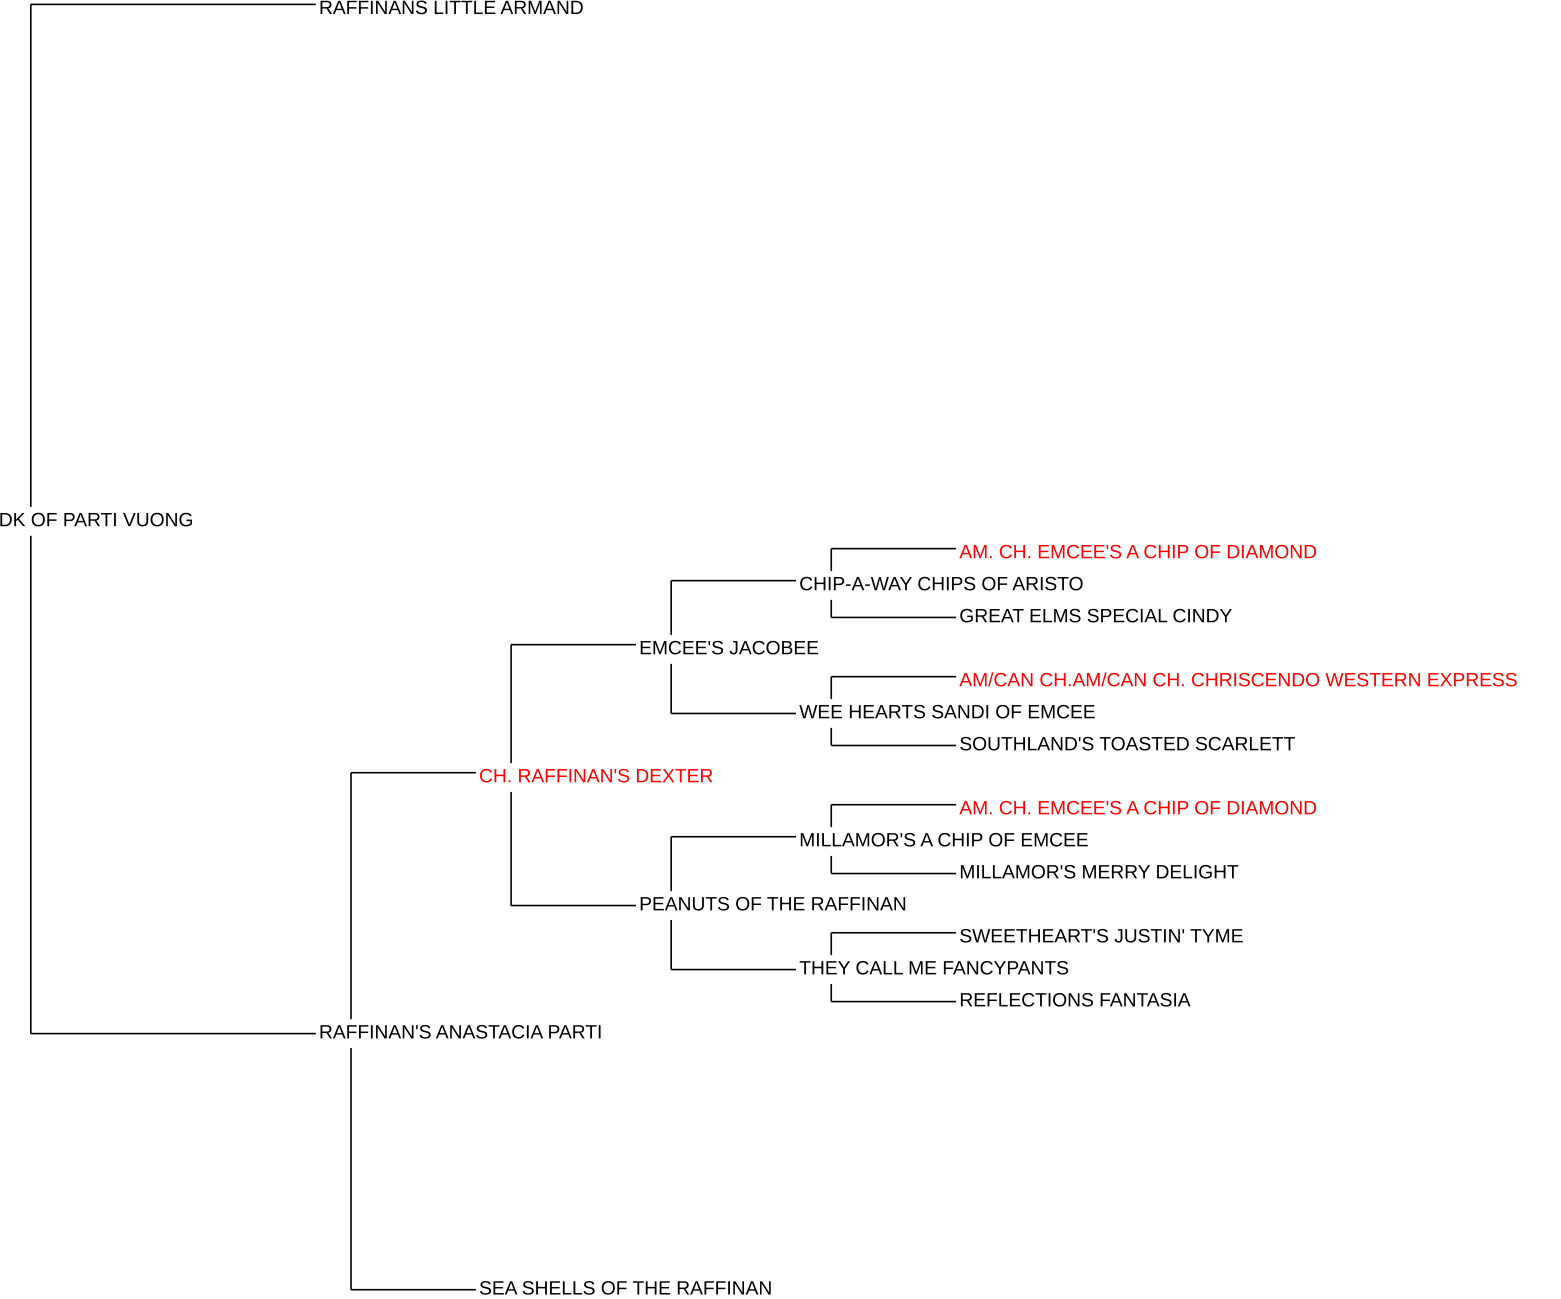 RAFFINANS LITTLE ARMAND
DK OF PARTI VUONG
AM. CH. EMCEE'S A CHIP OF DIAMOND
CHIP-A-WAY CHIPS OF ARISTO
GREAT ELMS SPECIAL CINDY
EMCEE'S JACOBEE
AM/CAN CH.AM/CAN CH. CHRISCENDO WESTERN EXPRESS
WEE HEARTS SANDI OF EMCEE
SOUTHLAND'S TOASTED SCARLETT
CH. RAFFINAN'S DEXTER
AM. CH. EMCEE'S A CHIP OF DIAMOND
MILLAMOR'S A CHIP OF EMCEE
MILLAMOR'S MERRY DELIGHT
PEANUTS OF THE RAFFINAN
SWEETHEART'S JUSTIN' TYME
THEY CALL ME FANCYPANTS
REFLECTIONS FANTASIA
RAFFINAN'S ANASTACIA PARTI
SEA SHELLS OF THE RAFFINAN